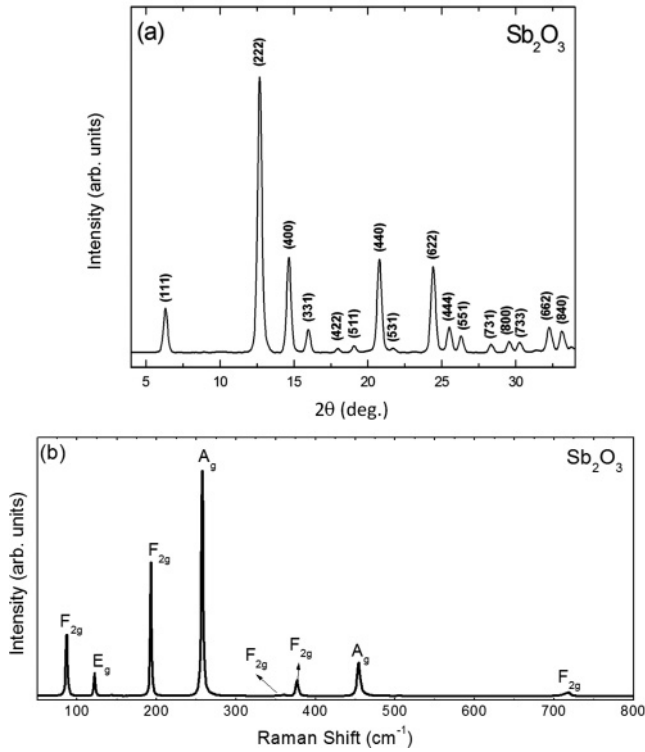 (a)
Sb2O3
(111)
(222)
(400)
(331)
(422)
(511)
(440)
(531)
(622)
(444)
(551)
(731)
(800)
(733)
(662)
(840)
Intensity (arb. units)
5 10 15 20 25 30
2θ (deg.)
(b)
Sb2O3
F2g
Eg
F2g
Ag
F2g
F2g
Ag
F2g
Intensity (arb. units)
100 200 300 400 500 600 700 800
Raman Shift (cm-1)